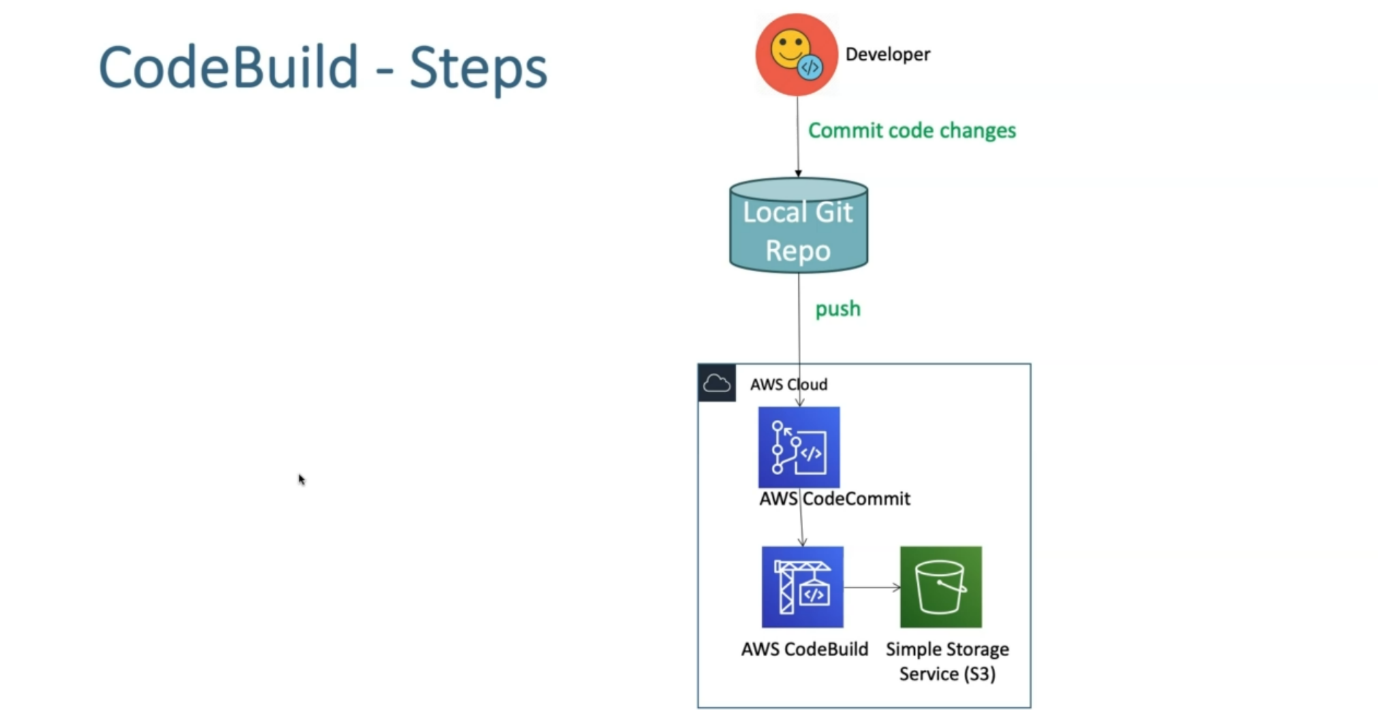 CodeBuild - Steps
Developer
Commit code changes
Local Git
Repo
push
AWS Cloud
</>
AWS CodeCommit
</>
AWS CodeBuild
Simple Storage
Service (S3)